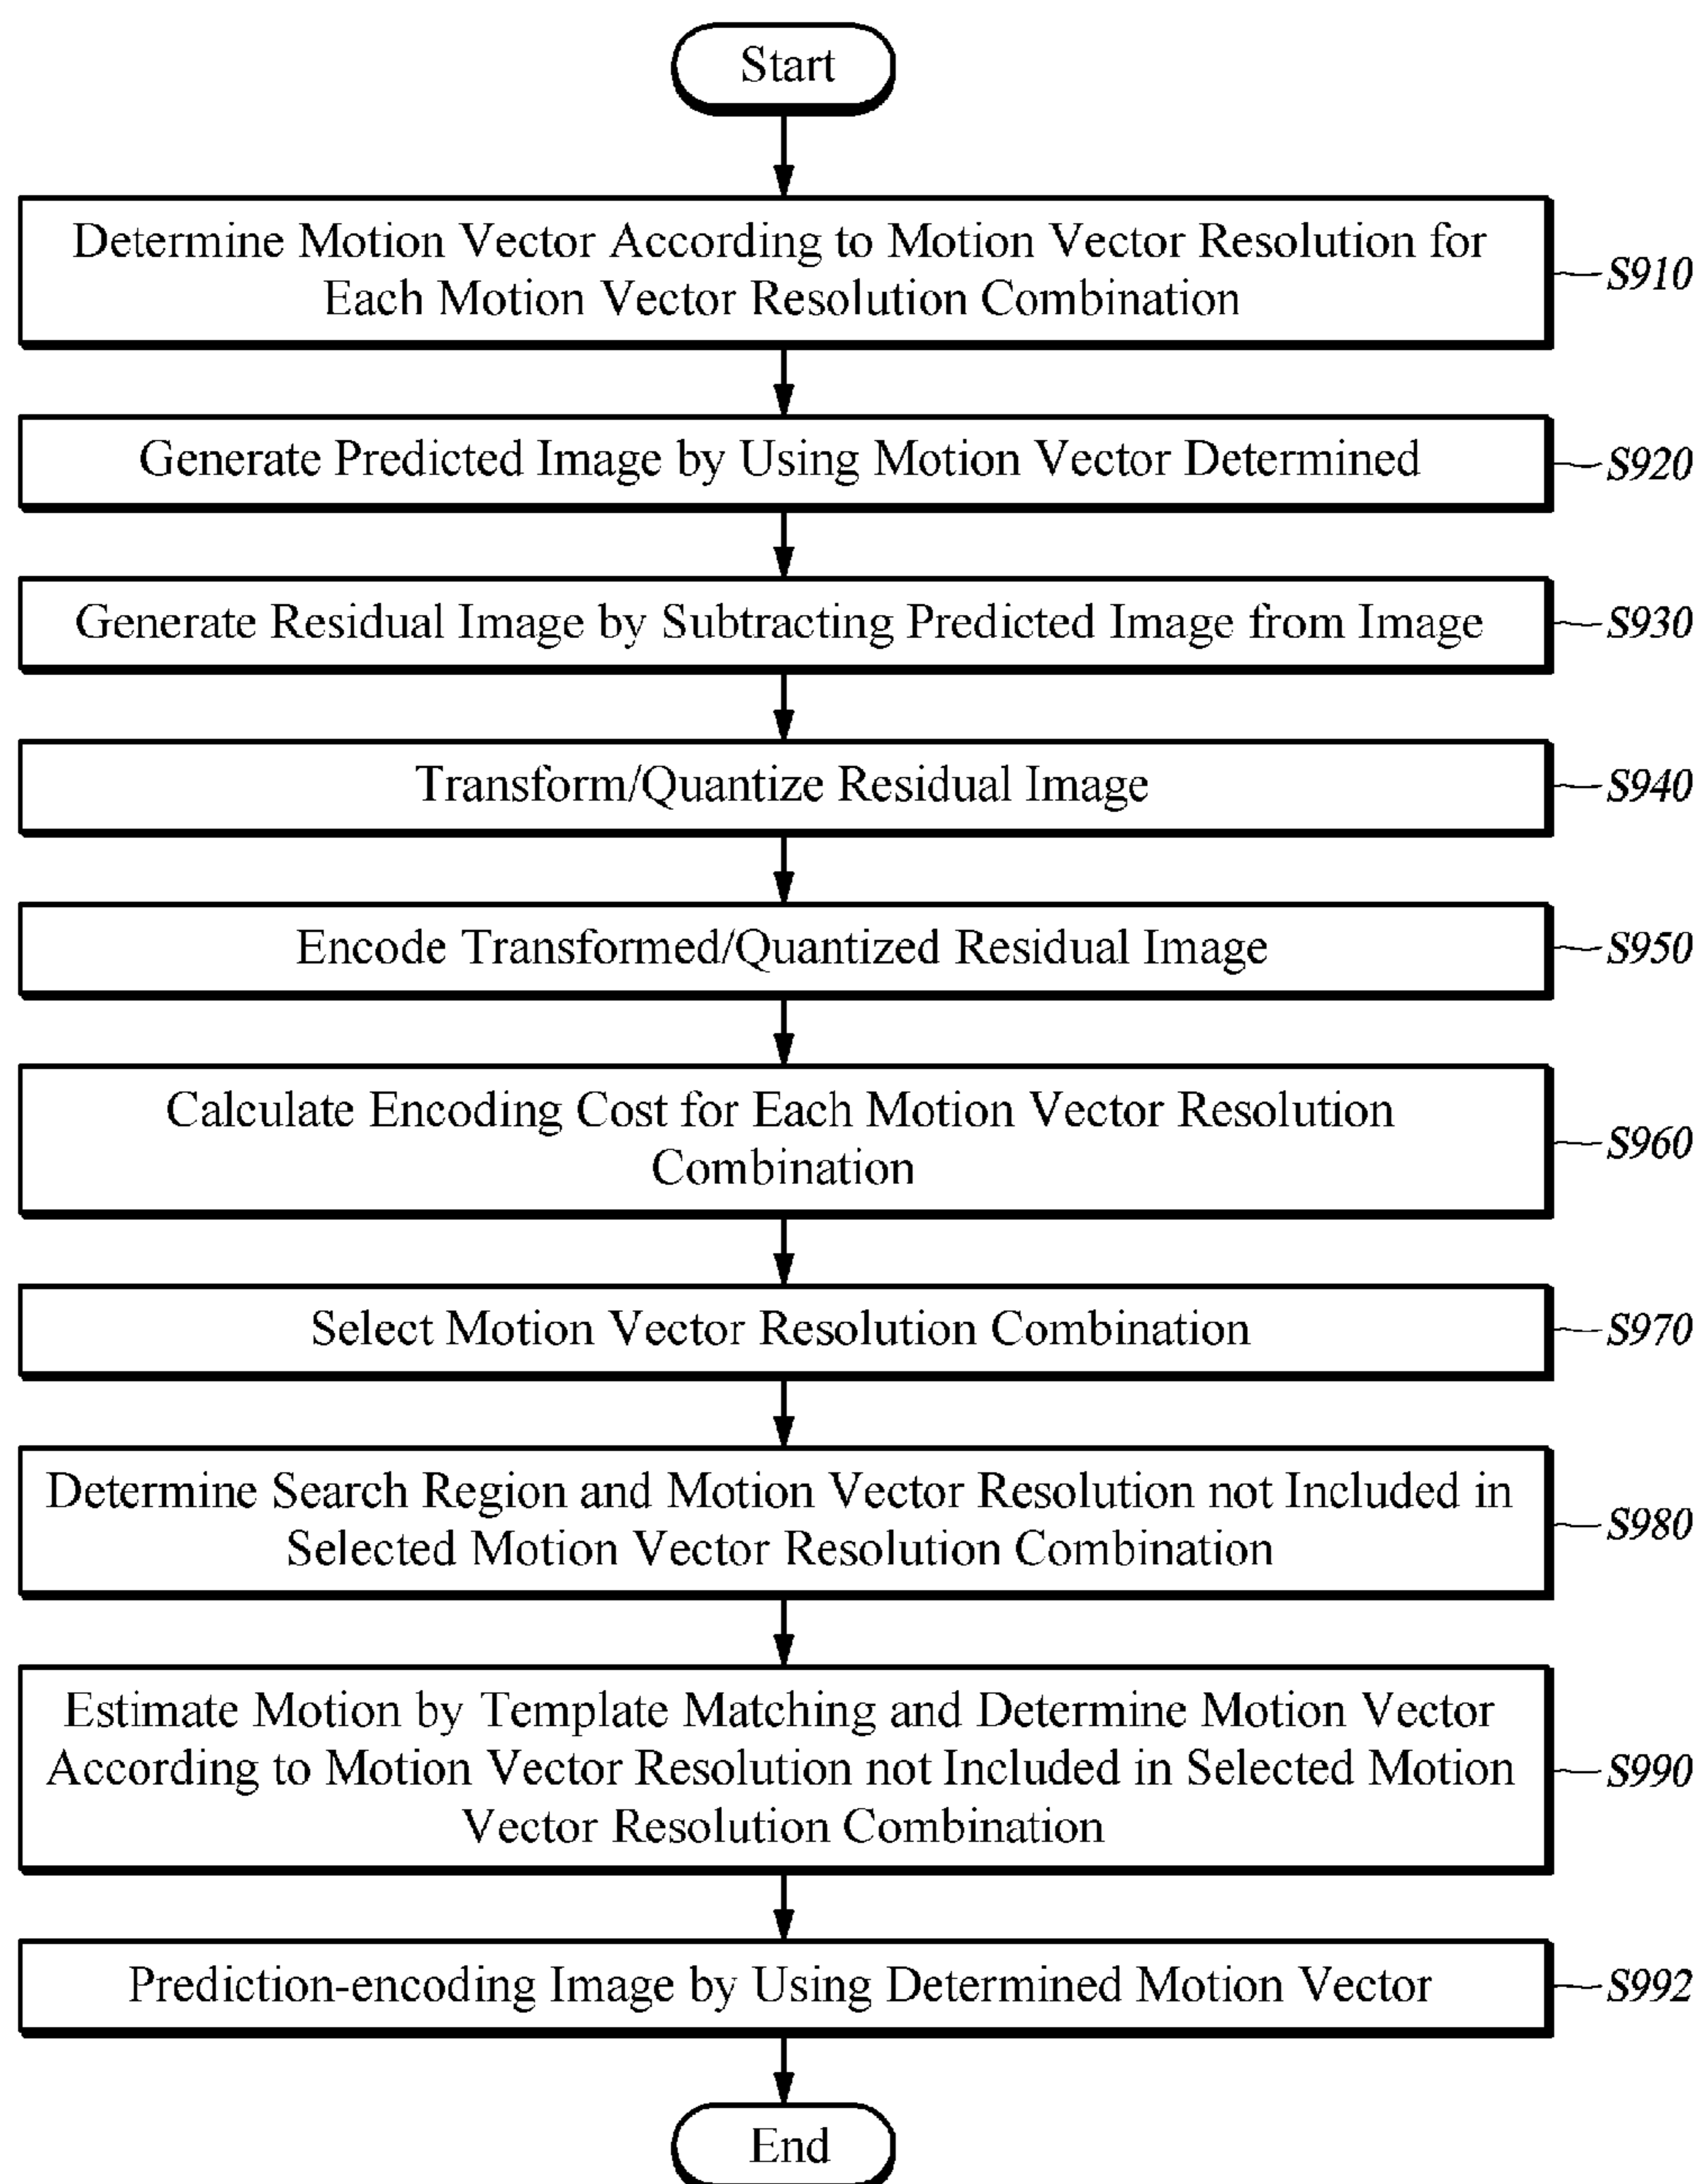 Start
Determine Motion Vector According to Motion Vector Resolution for
Each Motion Vector Resolution Combination
S910
Generate Predicted Image by Using Motion Vector Determined
S920
Generate Residual Image by Subtracting Predicted Image from Image
S930
Transform/Quantize Residual Image
S940
Encode Transformed/Quantized Residual Image
S950
Calculate Encoding Cost for Each Motion Vector Resolution
Combination
S960
Select Motion Vector Resolution Combination
S970
Determine Search Region and Motion Vector Resolution not Included in
Selected Motion Vector Resolution Combination
S980
Estimate Motion by Template Matching and Determine Motion Vector
According to Motion Vector Resolution not Included in Selected Motion
Vector Resolution Combination
S990
Prediction-encoding Image by Using Determined Motion Vector
S992
End